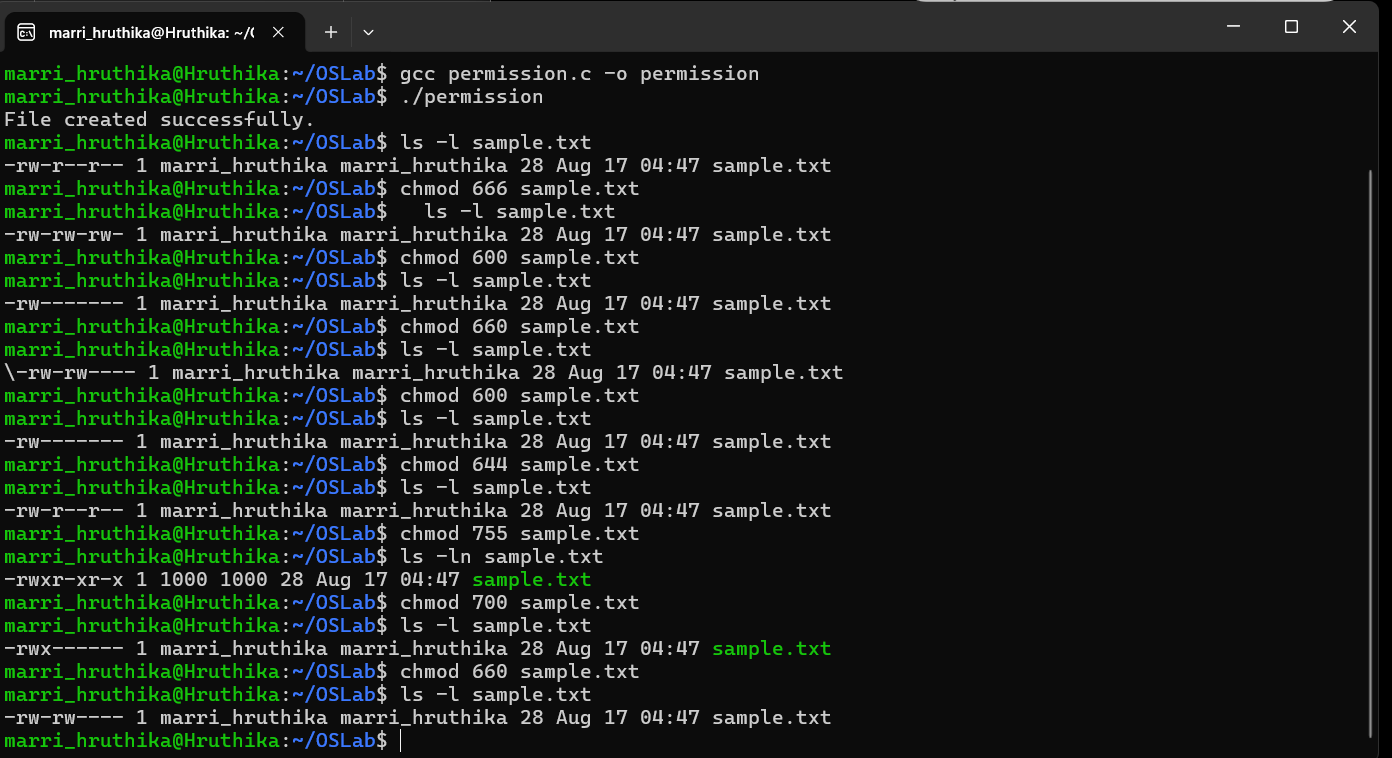 marri_hruthika@Hruthika: ~/O
marri_hruthika@Hruthika:~/OSLab$ gcc permission.c -o permission
marri_hruthika@Hruthika:~/OSLab$ ./permission
File created successfully.
marri_hruthika@Hruthika:~/OSLab$ ls -l sample.txt
-rw-r--r-- 1 marri_hruthika marri_hruthika 28 Aug 17 04:47 sample.txt
marri_hruthika@Hruthika:~/OSLab$ chmod 666 sample.txt
marri_hruthika@Hruthika:~/OSLab$   ls -l sample.txt
-rw-rw-rw- 1 marri_hruthika marri_hruthika 28 Aug 17 04:47 sample.txt
marri_hruthika@Hruthika:~/OSLab$ chmod 600 sample.txt
marri_hruthika@Hruthika:~/OSLab$ ls -l sample.txt
-rw------- 1 marri_hruthika marri_hruthika 28 Aug 17 04:47 sample.txt
marri_hruthika@Hruthika:~/OSLab$ chmod 660 sample.txt
marri_hruthika@Hruthika:~/OSLab$ ls -l sample.txt
\-rw-rw---- 1 marri_hruthika marri_hruthika 28 Aug 17 04:47 sample.txt
marri_hruthika@Hruthika:~/OSLab$ chmod 600 sample.txt
marri_hruthika@Hruthika:~/OSLab$ ls -l sample.txt
-rw------- 1 marri_hruthika marri_hruthika 28 Aug 17 04:47 sample.txt
marri_hruthika@Hruthika:~/OSLab$ chmod 644 sample.txt
marri_hruthika@Hruthika:~/OSLab$ ls -l sample.txt
-rw-r--r-- 1 marri_hruthika marri_hruthika 28 Aug 17 04:47 sample.txt
marri_hruthika@Hruthika:~/OSLab$ chmod 755 sample.txt
marri_hruthika@Hruthika:~/OSLab$ ls -ln sample.txt
-rwxr-xr-x 1 1000 1000 28 Aug 17 04:47 sample.txt
marri_hruthika@Hruthika:~/OSLab$ chmod 700 sample.txt
marri_hruthika@Hruthika:~/OSLab$ ls -l sample.txt
-rwx------ 1 marri_hruthika marri_hruthika 28 Aug 17 04:47 sample.txt
marri_hruthika@Hruthika:~/OSLab$ chmod 660 sample.txt
marri_hruthika@Hruthika:~/OSLab$ ls -l sample.txt
-rw-rw---- 1 marri_hruthika marri_hruthika 28 Aug 17 04:47 sample.txt
marri_hruthika@Hruthika:~/OSLab$